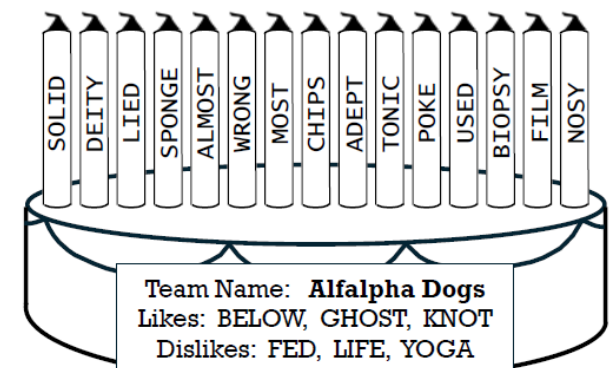 SOLID
DEITY
LIED
SPONGE
ALMOST
WRONG
MOST
CHIPS
ADEPT
TONIC
POKE
USED
BIOPSY
FILM
NOSY
Team Name: Alfalpha Dogs
Likes: BELOW, GHOST, KNOT
Dislikes: FED, LIFE, YOGA